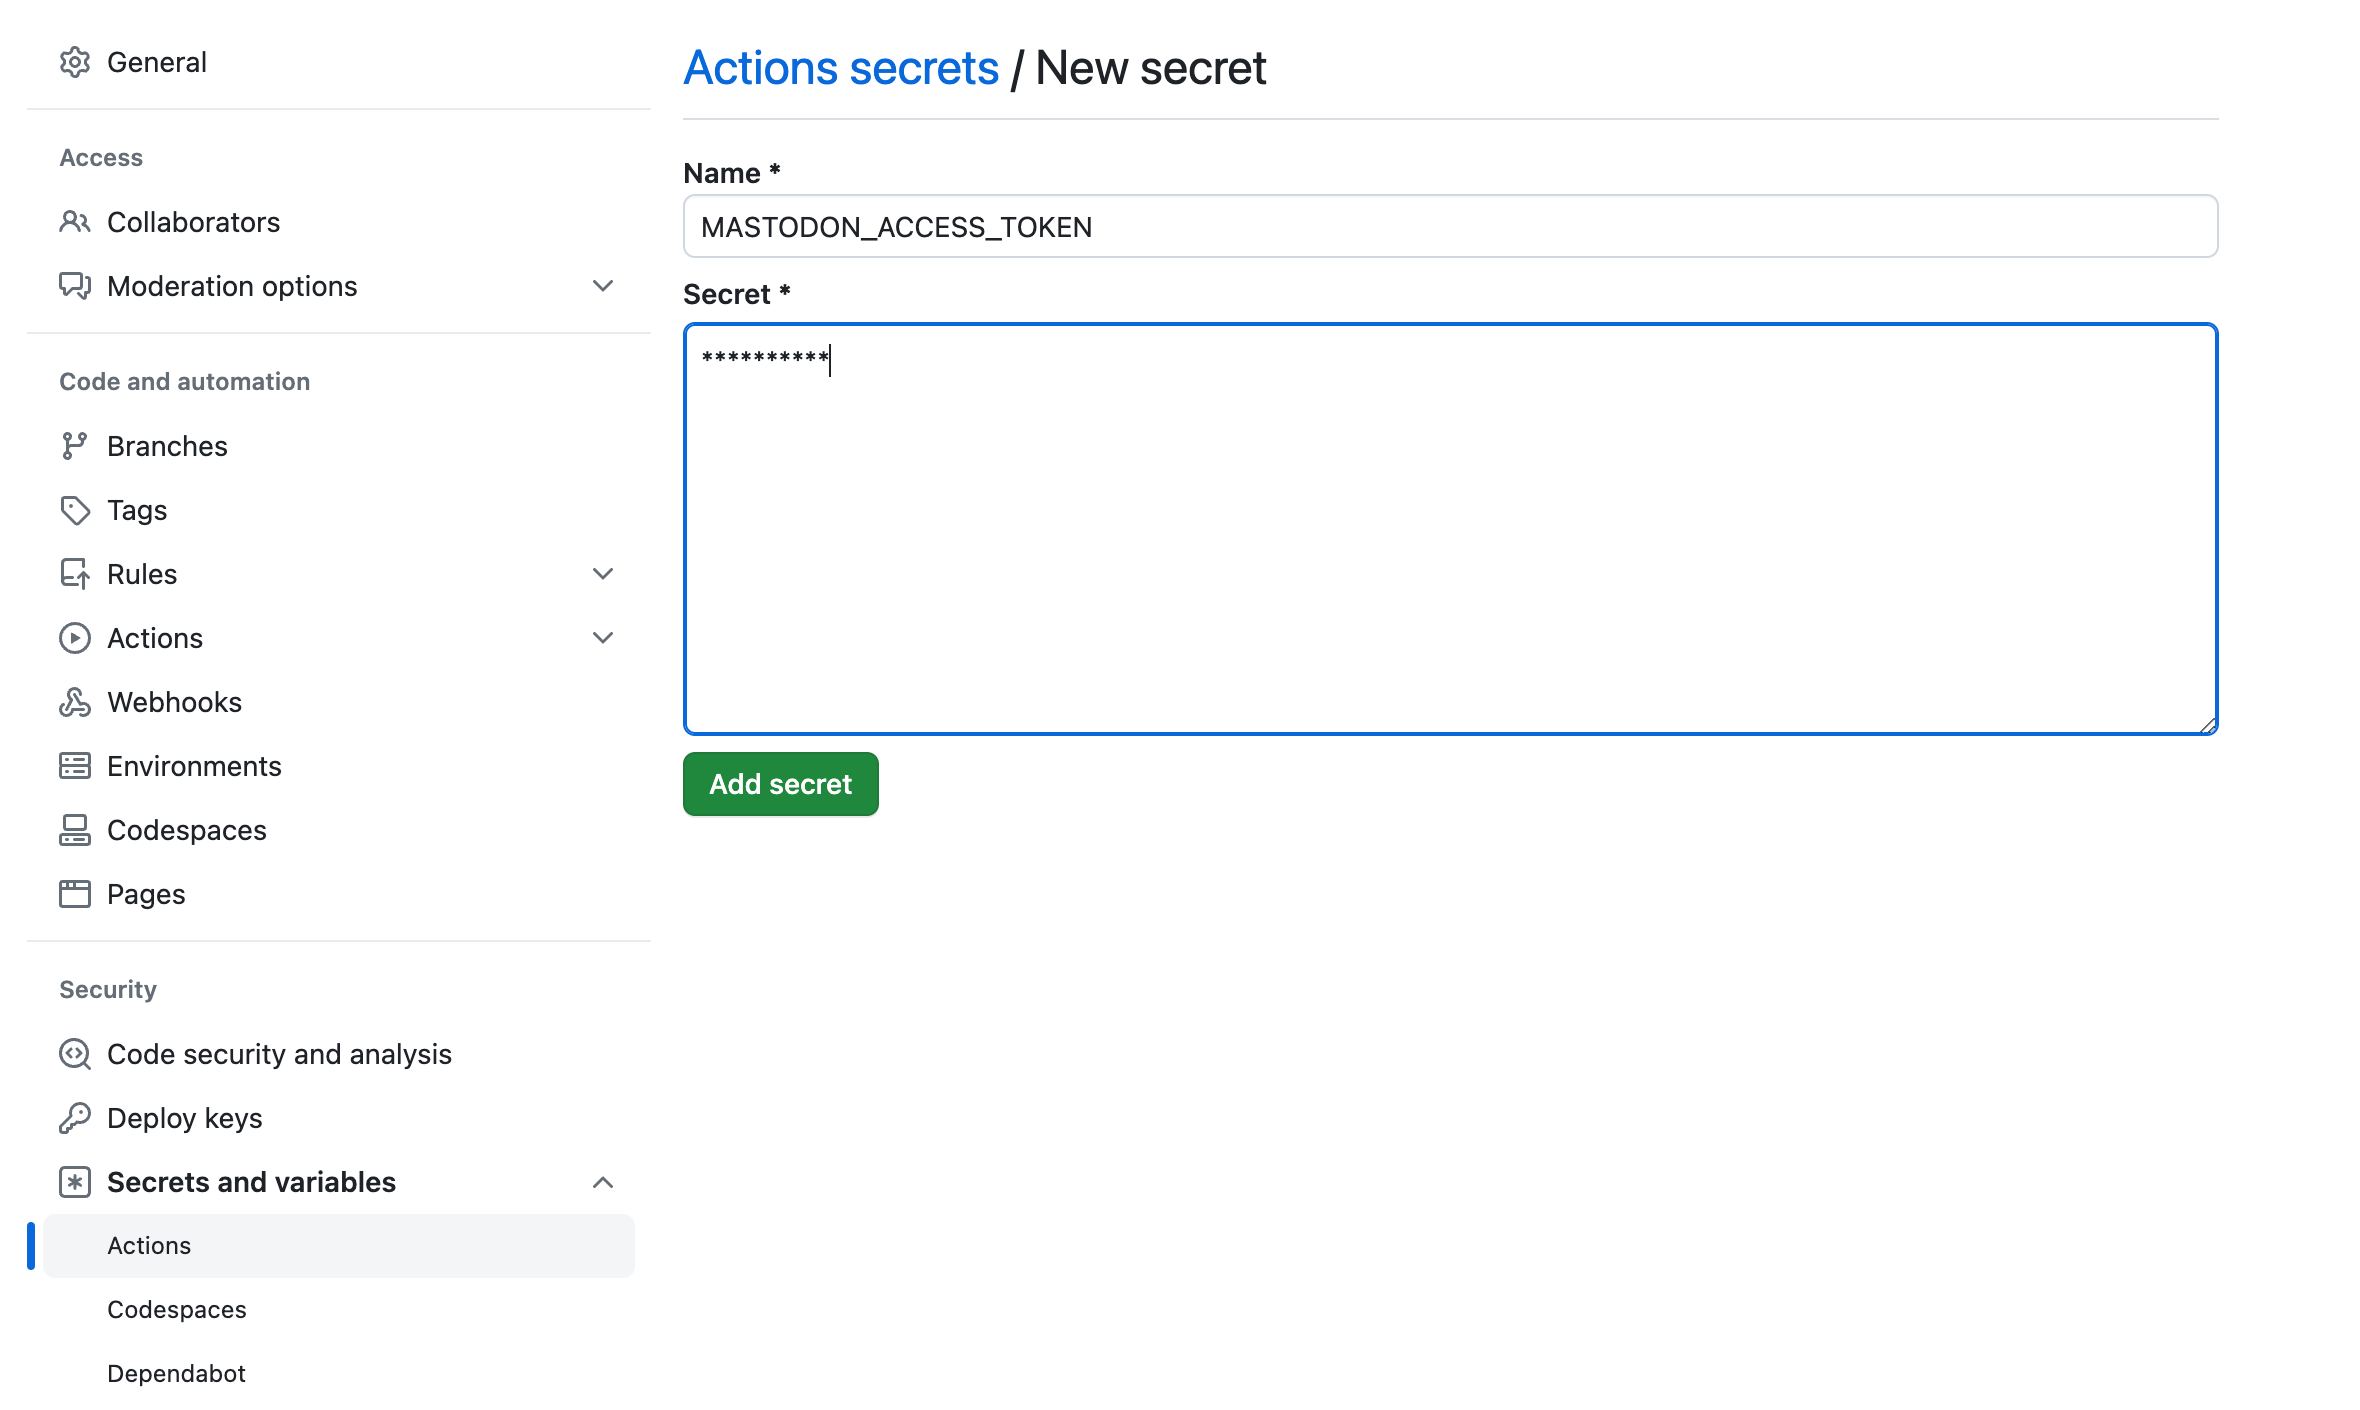 General
Access
Collaborators
Moderation options
Code and automation
Branches
Tags
Rules
Actions
Webhooks
Environments
Codespaces
Pages
Security
Code security and analysis
Deploy keys
Secrets and variables
Actions
Codespaces
Dependabot
Actions secrets / New secret
Name *
MASTODON_ACCESS_TOKEN
Secret *
**********
Add secret